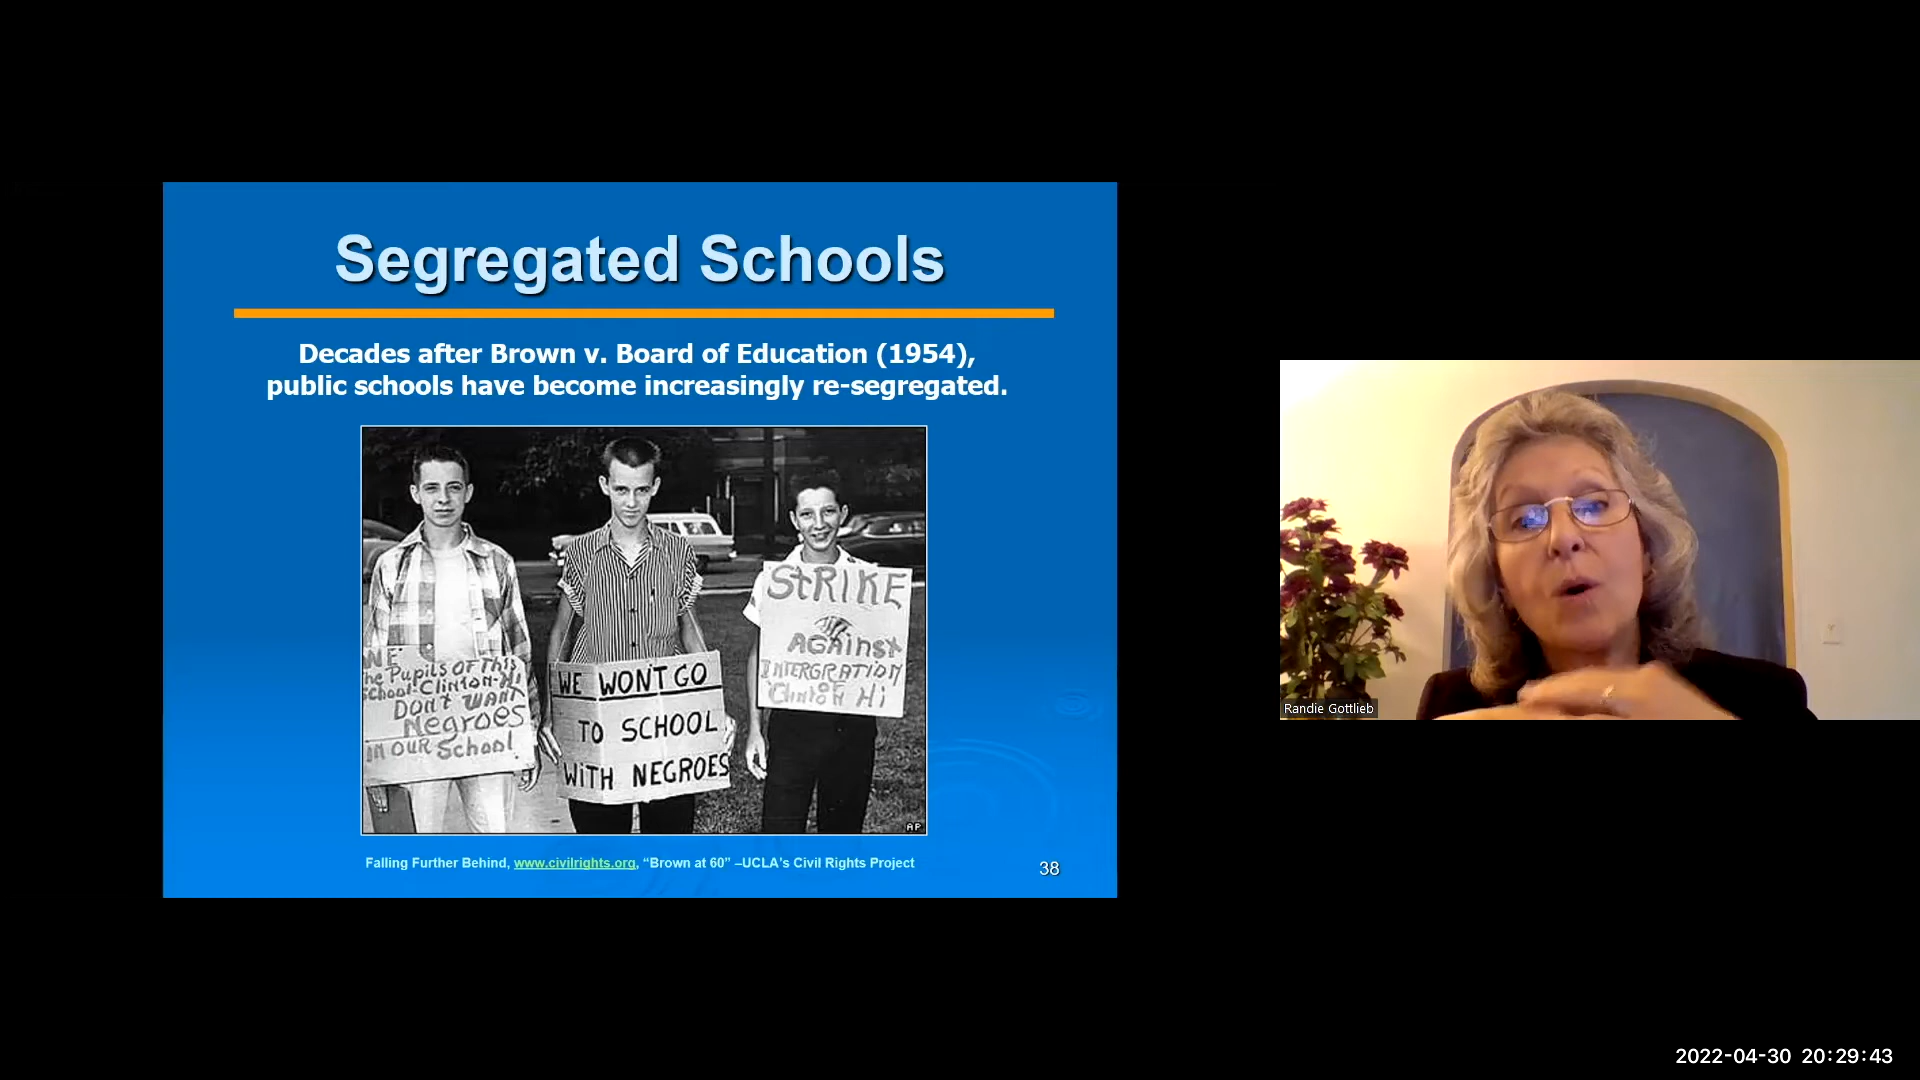 Segregated Schools
Decades after Brown v. Board of Education (1954),
public schools have become increasingly re-segregated.
WE
he Pupils OF This
School-Clinton-Hi
DON't WANT
Negroes
iN OUR School
WE WON'T GO
TO SCHOOL
WiTH NEGROES
StRIKE
AGAinst
INTERGRATiON
Clinton Hi
AP
Falling Further Behind, www.civilrights.org, “Brown at 60” –UCLA's Civil Rights Project
38
Randie Gottlieb
2022-04-30 20:29:43